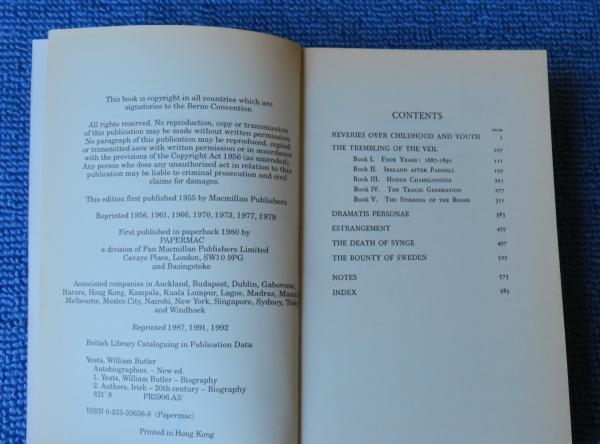 This book is copyright in all countries which are
signatories to the Berne Convention
All rights reserved. No reproduction, copy or transmission
of this publication may be made without written permission.
No paragraph of this publication may be reproduced, copied
or transmitted save with written permission or in accordance
with the provisions of the Copyright Act 1956 (as amended).
Any person who does any unauthorised act in relation to this
publication may be liable to criminal prosecution and civil
claims for damages.
This edition first published 1955 by Macmillan Publishers
Reprinted 1956, 1961, 1966, 1970, 1973, 1977, 1979
First published in paperback 1980 by
PAPERMAC
a division of Pan Macmillan Publishers Limited
Cavaye Place, London, SW10 9PG
and Basingstoke
Associated companies in Auckland, Budapest, Dublin, Gaborone,
Harare, Hong Kong, Kampala, Kuala Lumpur, Lagos, Madras,
Melbourne, Mexico City, Nairobi, New York, Singapore, Sydney,
and Windhoek
Reprinted 1987, 1991, 1992
British Library Cataloguing in Publication Data
Yeats, William Butler
Autobiographies. – New ed.
1. Yeats, William Butler – Biography
2. Authors, Irish – 20th century – Biography
821'.8 PR5906.A3/
ISBN 0-333-30636-8 (Papermac)
Printed in Hong Kong
CONTENTS
PAGE
REVERIES OVER CHILDHOOD AND YOUTH 1
THE TREMBLING OF THE VEIL 107
Book I. Four Years: 1887-1891 111
Book II. Ireland after Parnell 197
Book III. Hodos Chameliontos 251
Book IV. The Tragic Generation 277
Book V. The Stirring of the Bones 351
DRAMATIS PERSONAE 383
ESTRANGEMENT 459
THE DEATH OF SYNGE 497
THE BOUNTY OF SWEDEN 529
NOTES 573
INDEX 583